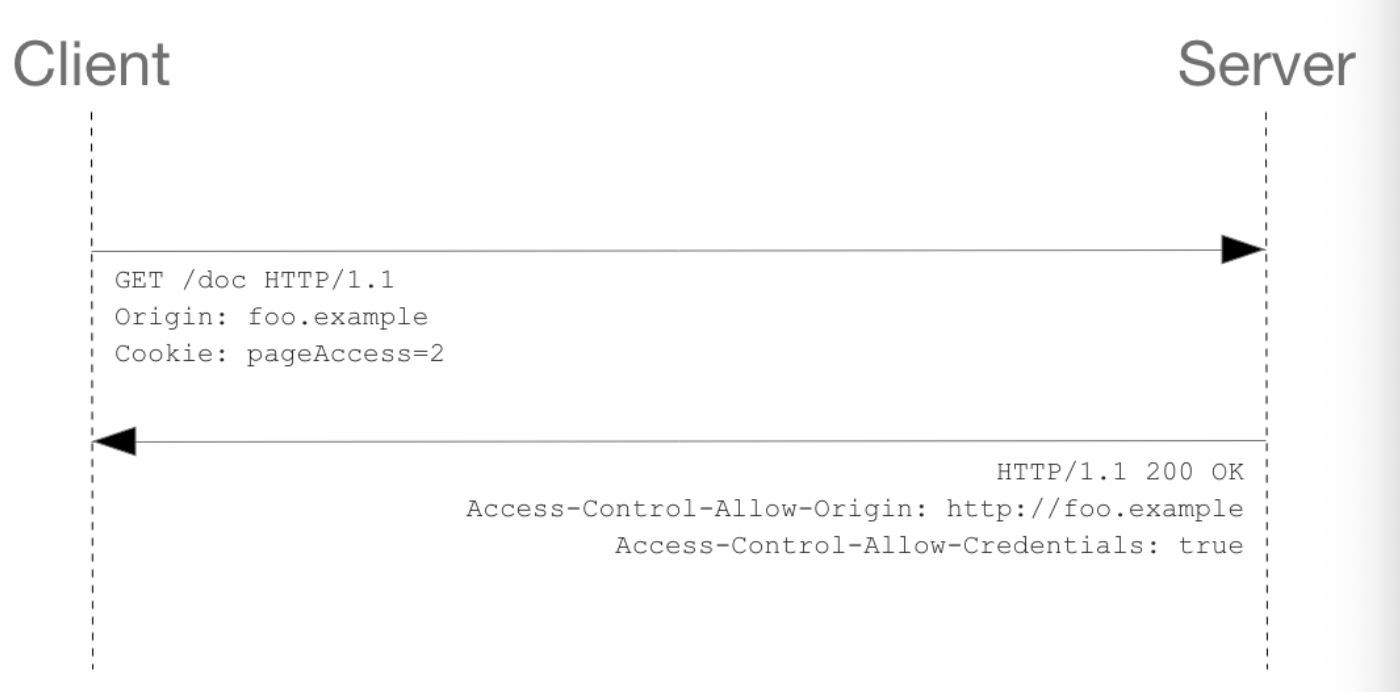 Client
Server
GET /doc HTTP/1.1
Origin: foo.example
Cookie: pageAccess=2
HTTP/1.1 200 OK
Access-Control-Allow-Origin: http://foo.example
Access-Control-Allow-Credentials: true